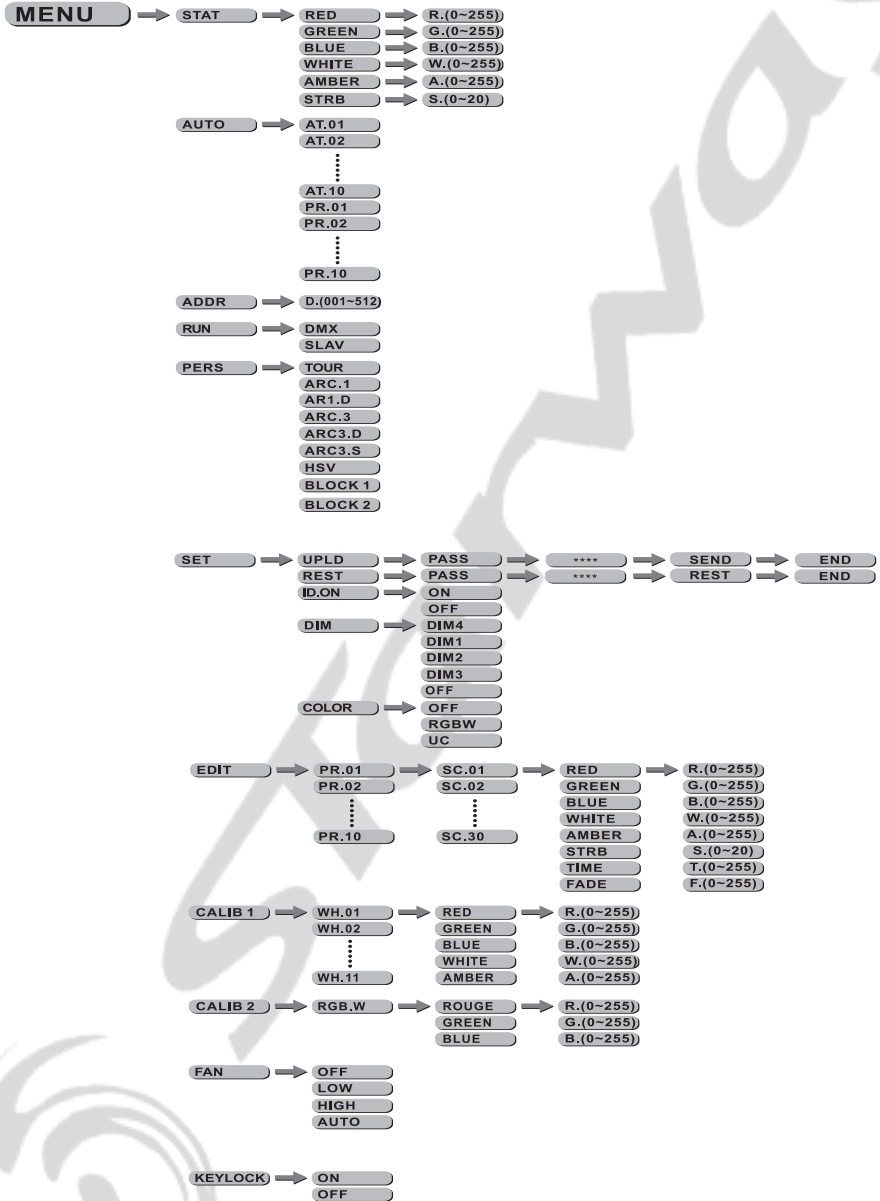 MENU STAT RED R.(0~255)
GREEN G.(0~255)
BLUE B.(0~255)
WHITE W.(0~255)
AMBER A.(0~255)
STRB S.(0~20)
AUTO AT.01
AT.02
AT.10
PR.01
PR.02
PR.10
ADDR D.(001~512)
RUN DMX
SLAV
PERS TOUR
ARC.1
AR1.D
ARC.3
ARC3.D
ARC3.S
HSV
BLOCK 1
BLOCK 2
SET UPLD PASS **** SEND END
REST PASS **** REST END
ID.ON ON
OFF
DIM DIM4
DIM1
DIM2
DIM3
OFF
COLOR OFF
RGBW
UC
EDIT PR.01 SC.01 RED R.(0~255)
PR.02 SC.02 GREEN G.(0~255)
BLUE B.(0~255)
WHITE W.(0~255)
PR.10 SC.30 AMBER A.(0~255)
STRB S.(0~20)
TIME T.(0~255)
FADE F.(0~255)
CALIB 1 WH.01 RED R.(0~255)
WH.02 GREEN G.(0~255)
BLUE B.(0~255)
WHITE W.(0~255)
WH.11 AMBER A.(0~255)
CALIB 2 RGB.W ROUGE R.(0~255)
GREEN G.(0~255)
BLUE B.(0~255)
FAN OFF
LOW
HIGH
AUTO
KEYLOCK ON
OFF